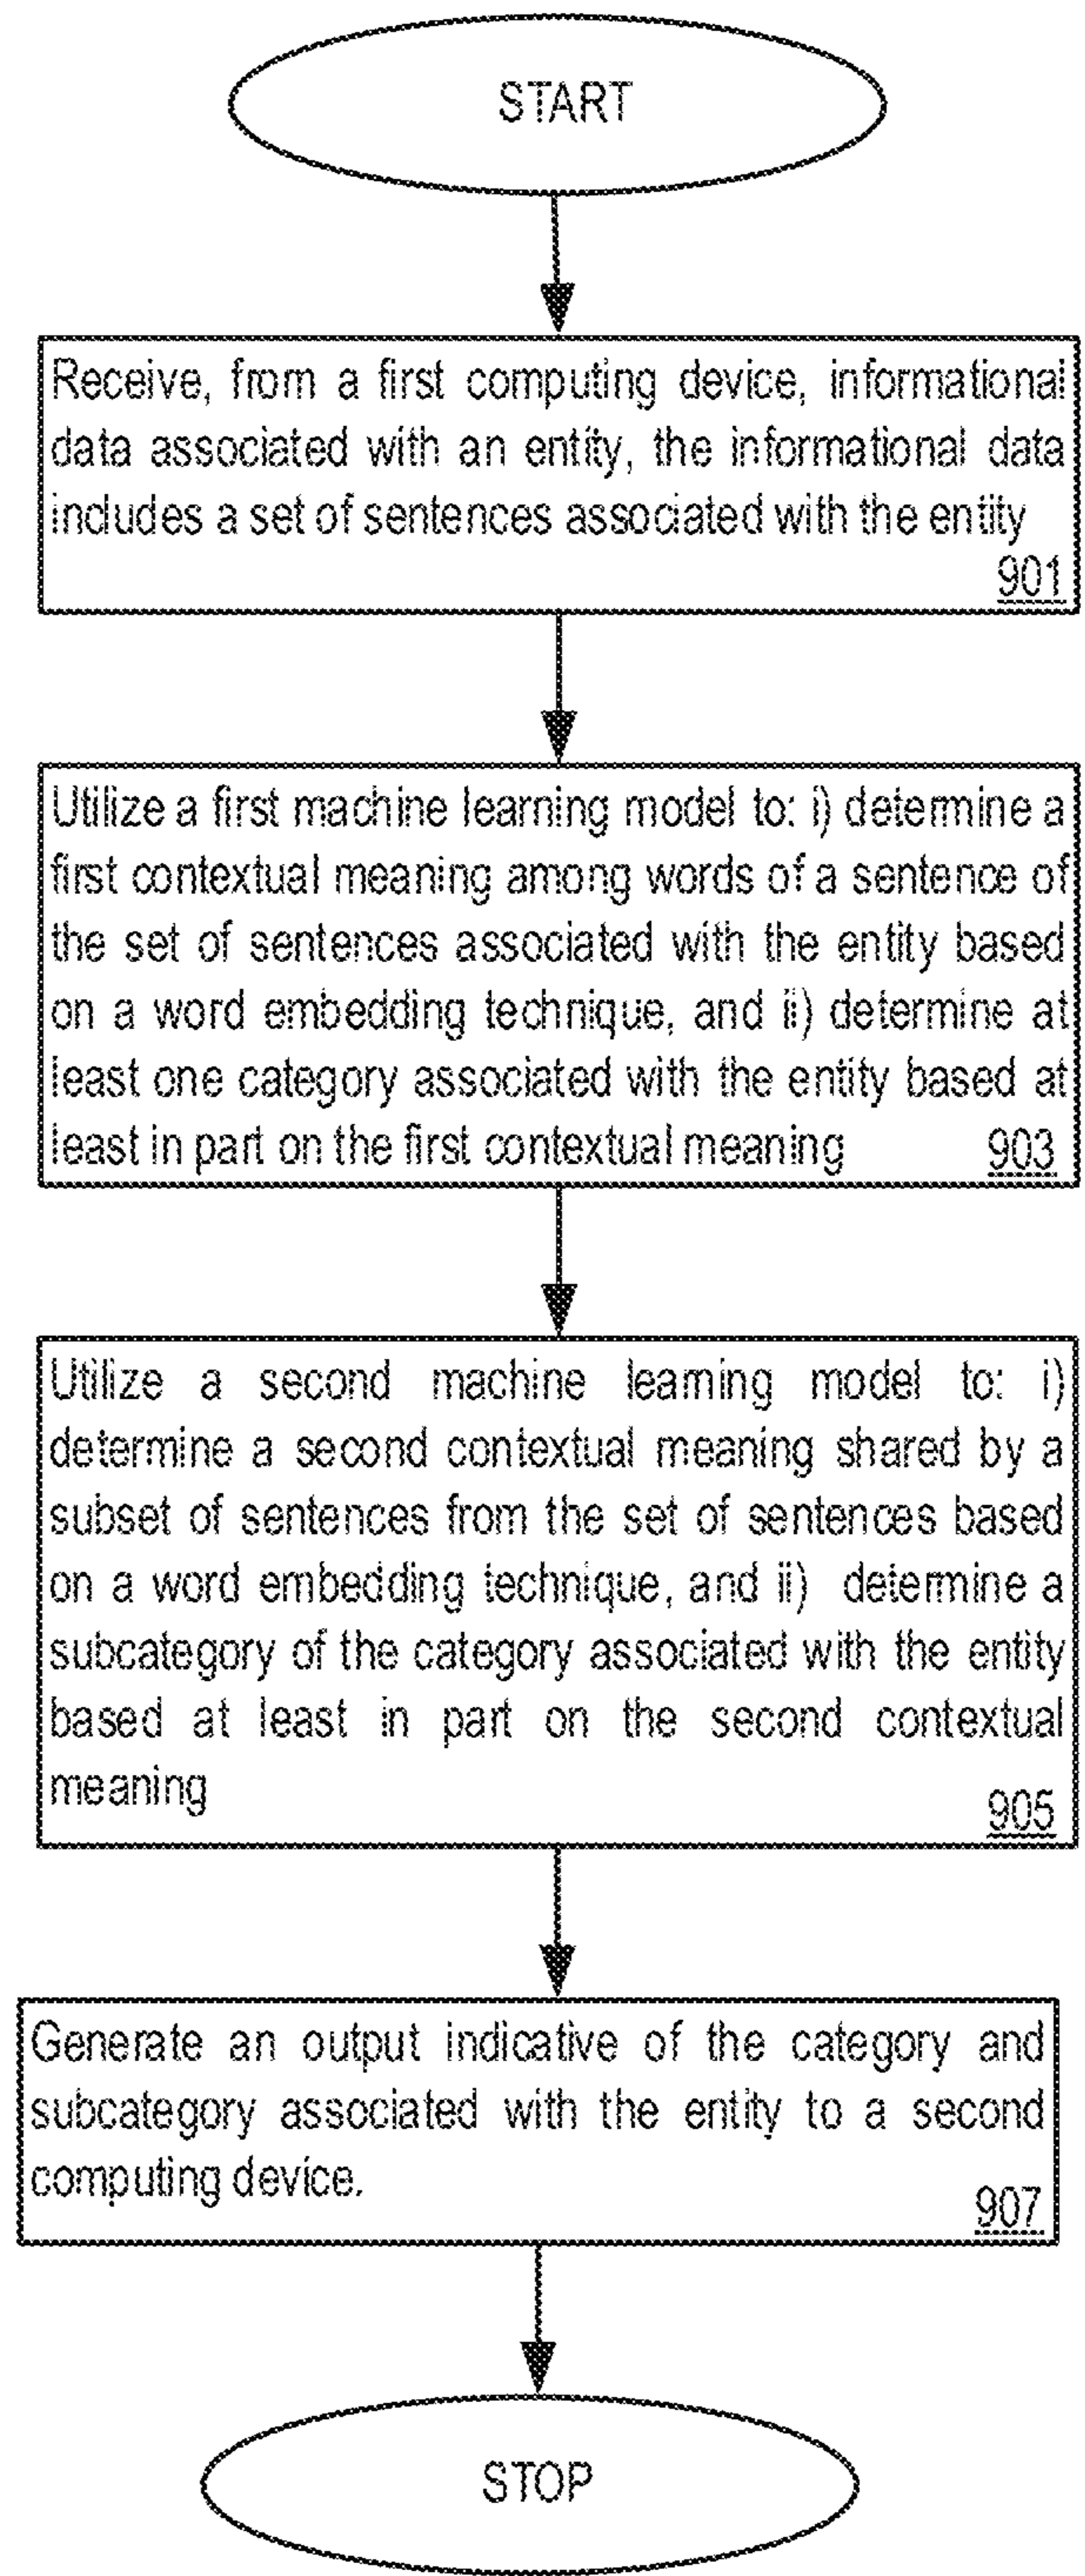 START
Receive, from a first computing device, informational
data associated with an entity, the informational data
includes a set of sentences associated with the entity
901
Utilize a first machine learning model to: i) determine a
first contextual meaning among words of a sentence of
the set of sentences associated with the entity based
on a word embedding technique, and ii) determine at
least one category associated with the entity based at
least in part on the first contextual meaning 903
Utilize a second machine learning model to: i)
determine a second contextual meaning shared by a
subset of sentences from the set of sentences based
on a word embedding technique, and ii) determine a
subcategory of the category associated with the entity
based at least in part on the second contextual
meaning
905
Generate an output indicative of the category and
subcategory associated with the entity to a second
computing device.
907
STOP